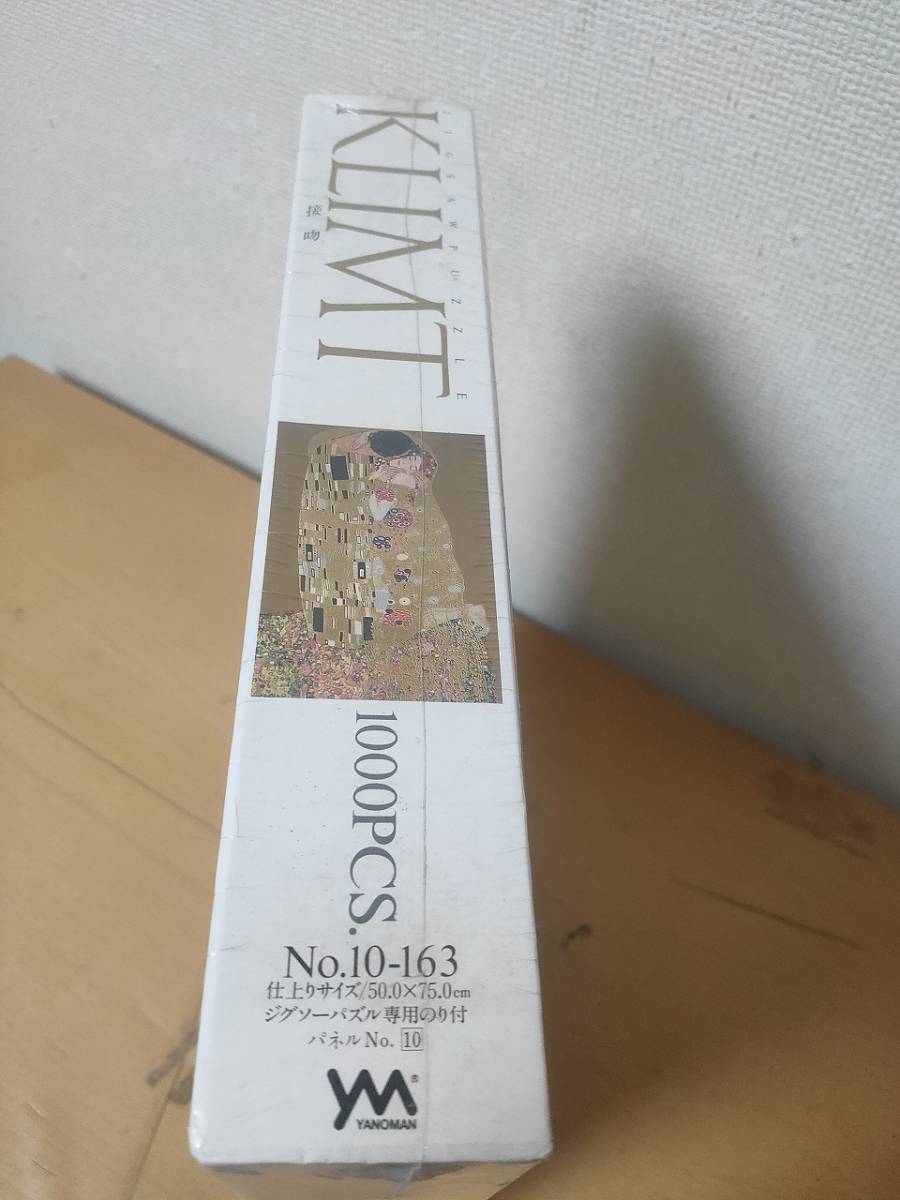 JIGSAW PUZZLE
KLIMT
接吻
1000PCS.
No.10-163
仕上りサイズ/50.0×75.0cm
ジグソーパズル専用のり付
パネルNo. 10
YM®
YANOMAN